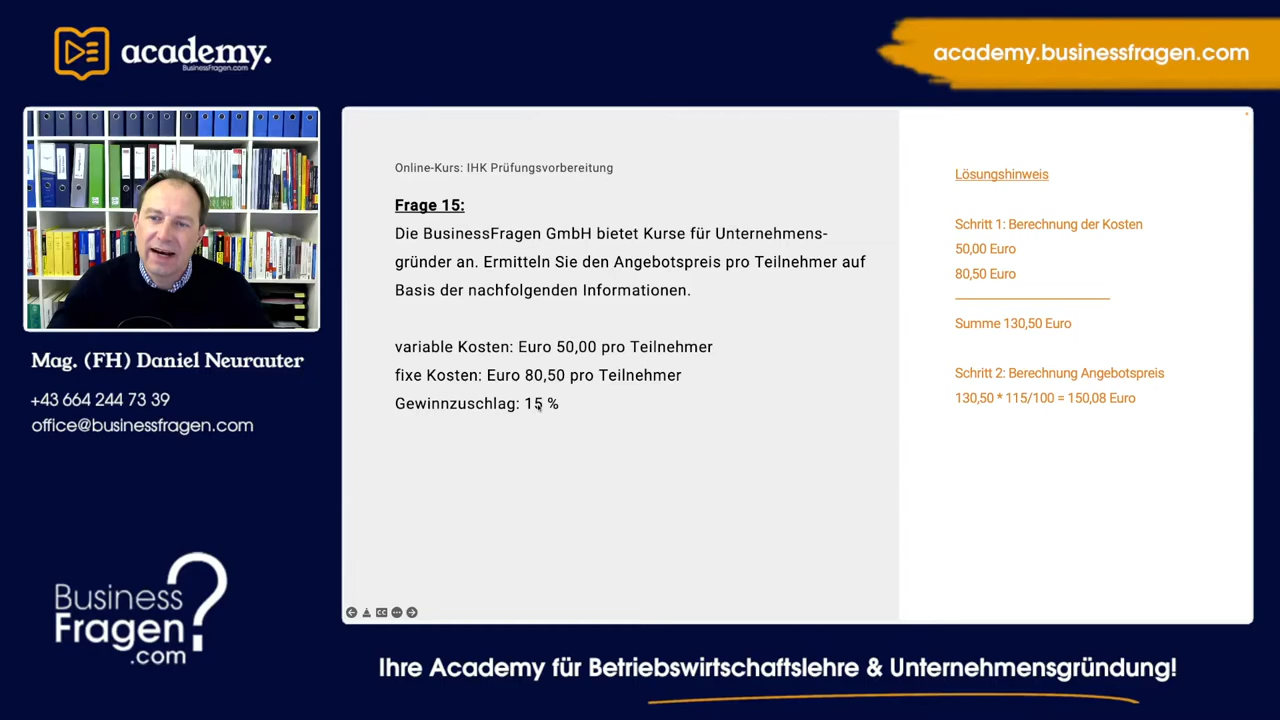 academy.
BusinessFragen.com
academy.businessfragen.com
Online-Kurs: IHK Prüfungsvorbereitung
Frage 15:
Die BusinessFragen GmbH bietet Kurse für Unternehmens-
gründer an. Ermitteln Sie den Angebotspreis pro Teilnehmer auf
Basis der nachfolgenden Informationen.
variable Kosten: Euro 50,00 pro Teilnehmer
fixe Kosten: Euro 80,50 pro Teilnehmer
Gewinnzuschlag: 15 %
Lösungshinweis
Schritt 1: Berechnung der Kosten
50,00 Euro
80,50 Euro
Summe 130,50 Euro
Schritt 2: Berechnung Angebotspreis
130,50 * 115/100 = 150,08 Euro
Mag. (FH) Daniel Neurauter
+43 664 244 73 39
office@businessfragen.com
Business
Fragen
.com
?
CC
Ihre Academy für Betriebswirtschaftslehre & Unternehmensgründung!